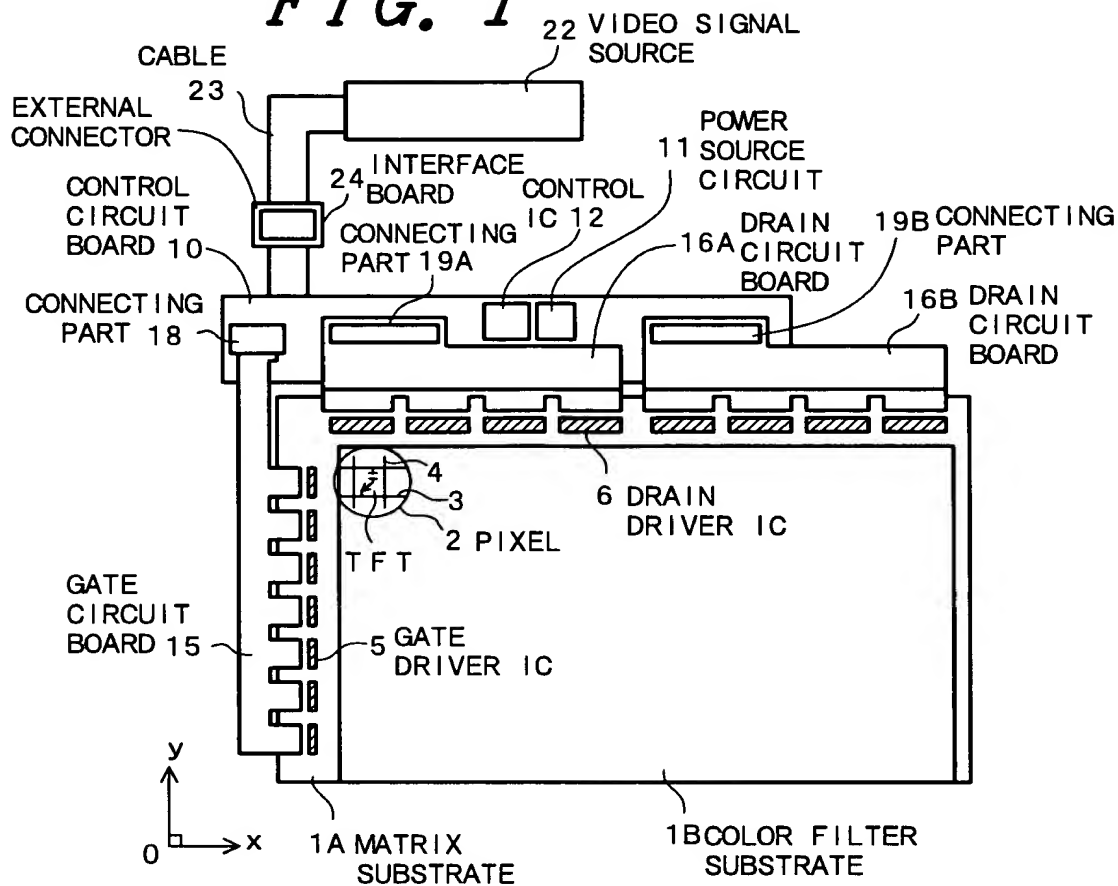 FIG. 1
22 VIDEO SIGNAL
SOURCE
CABLE
23
EXTERNAL
CONNECTOR
11 POWER
SOURCE
CIRCUIT
24 INTERFACE
BOARD
CONTROL
CIRCUIT
BOARD
10
CONTROL
IC 12
CONNECTING
PART 19A
16A DRAIN
CIRCUIT
BOARD
19B CONNECTING
PART
CONNECTING
PART 18
16B DRAIN
CIRCUIT
BOARD
4
3
2 PIXEL
TFT
6 DRAIN
DRIVER IC
GATE
CIRCUIT
BOARD 15
5 GATE
DRIVER IC
y
0
x
1A MATRIX
SUBSTRATE
1B COLOR FILTER
SUBSTRATE